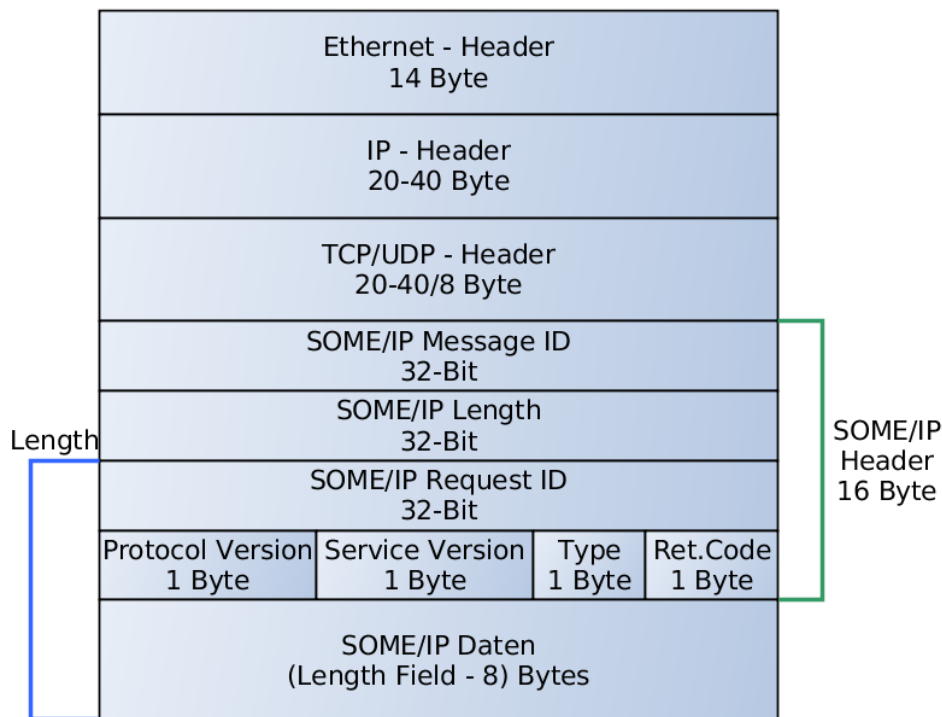 Ethernet - Header
14 Byte
IP - Header
20-40 Byte
TCP/UDP - Header
20-40/8 Byte
SOME/IP Message ID
32-Bit
SOME/IP Length
32-Bit
Length
SOME/IP Request ID
32-Bit
Protocol Version
1 Byte
Service Version
1 Byte
Type
1 Byte
Ret.Code
1 Byte
SOME/IP Daten
(Length Field - 8) Bytes
SOME/IP
Header
16 Byte